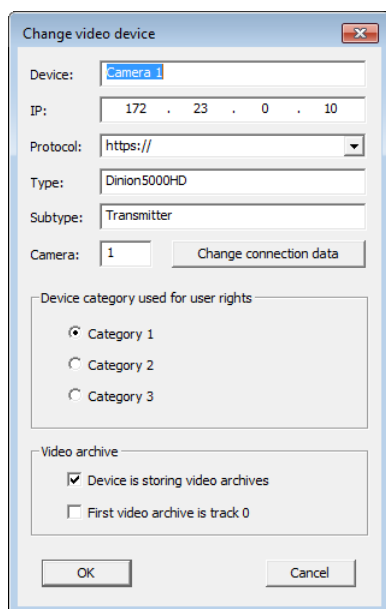 Change video device
Device: Camera 1
IP: 172 . 23 . 0 . 10
Protocol: https://
Type: Dinion5000HD
Subtype: Transmitter
Camera: 1 Change connection data
Device category used for user rights
Category 1
Category 2
Category 3
Video archive
Device is storing video archives
First video archive is track 0
OK Cancel